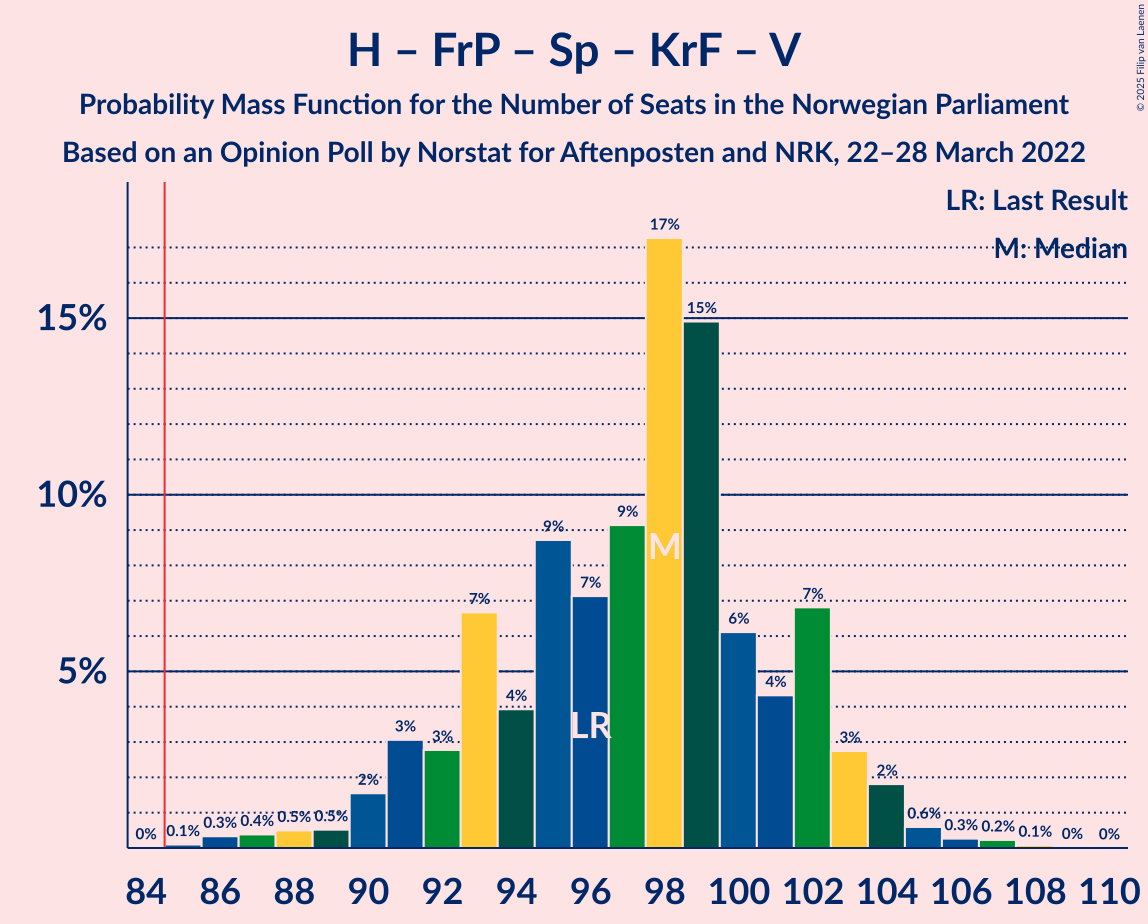 H – FrP – Sp – KrF – V
Probability Mass Function for the Number of Seats in the Norwegian Parliament
Based on an Opinion Poll by Norstat for Aftenposten and NRK, 22–28 March 2022
© 2025 Filip van Laenen
LR: Last Result
M: Median
15%
10%
5%
0% 0.1% 0.3% 0.4% 0.5% 0.5% 2% 3% 3% 7% 4% 9% 7% 9% 17% 15% 6% 4% 7% 3% 2% 0.6% 0.3% 0.2% 0.1% 0% 0%
LR
M
84 86 88 90 92 94 96 98 100 102 104 106 108 110